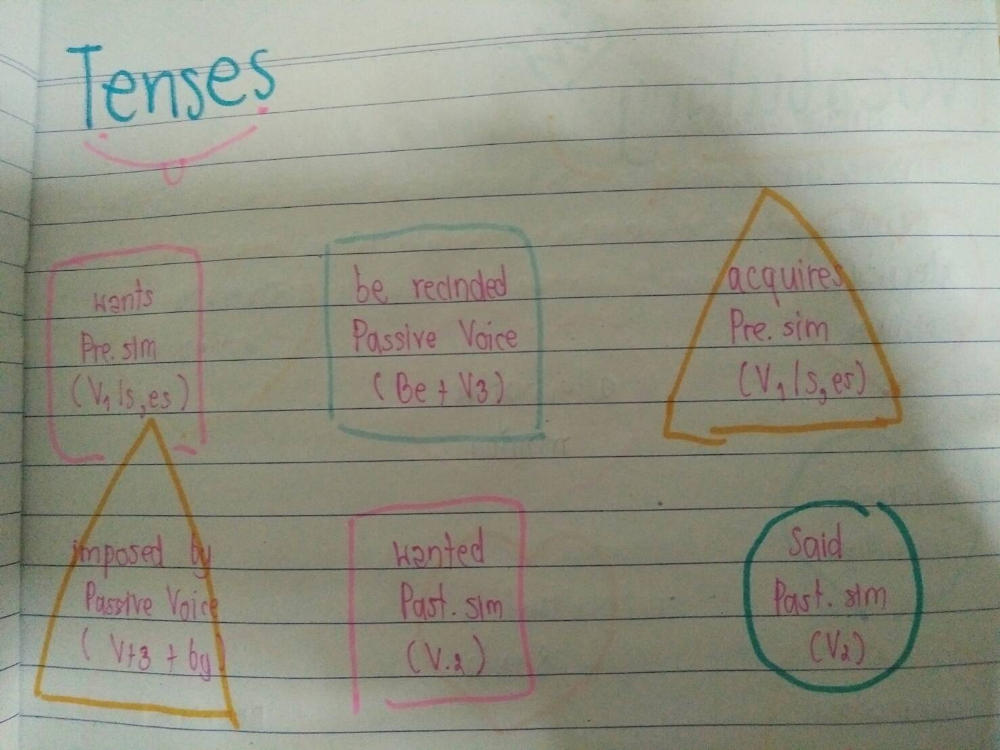 Tenses
wants
Pre. sim
(V1 /s,es)
be
Passive Voice
(Be + V3)
acquires
Pre. sim
(V1 /s,es)
imposed by
Passive Voice
( V+3 + by)
wanted
Past. sim
(V.2)
Said
Past. sim
(V2)